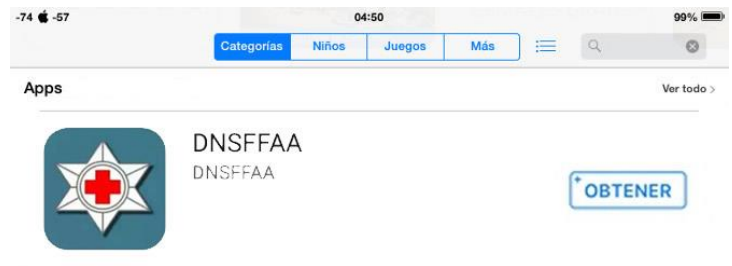 -74 -57 04:50 99%
Categorías Niños Juegos Más
Apps Ver todo >
DNSFFAA
DNSFFAA
+OBTENER